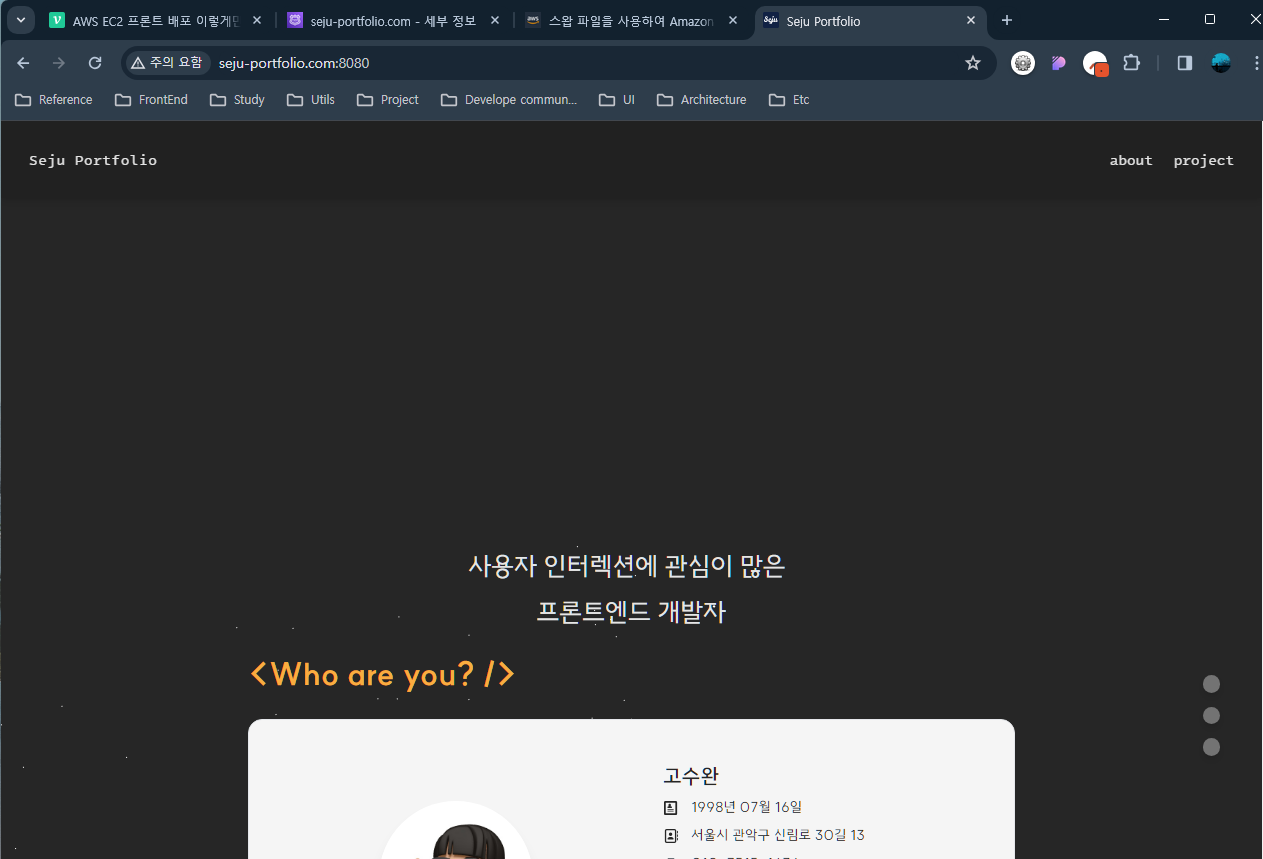 AWS EC2 프론트 배포 이렇게만
seju-portfolio.com - 세부 정보
aws
스왑 파일을 사용하여 Amazon
Seju
Seju Portfolio
주의 요함
seju-portfolio.com:8080
Reference
FrontEnd
Study
Utils
Project
Develope commun...
UI
Architecture
Etc
Seju Portfolio
about
project
사용자 인터렉션에 관심이 많은
프론트엔드 개발자
<Who are you? />
고수완
1998년 07월 16일
서울시 관악구 신림로 30길 13